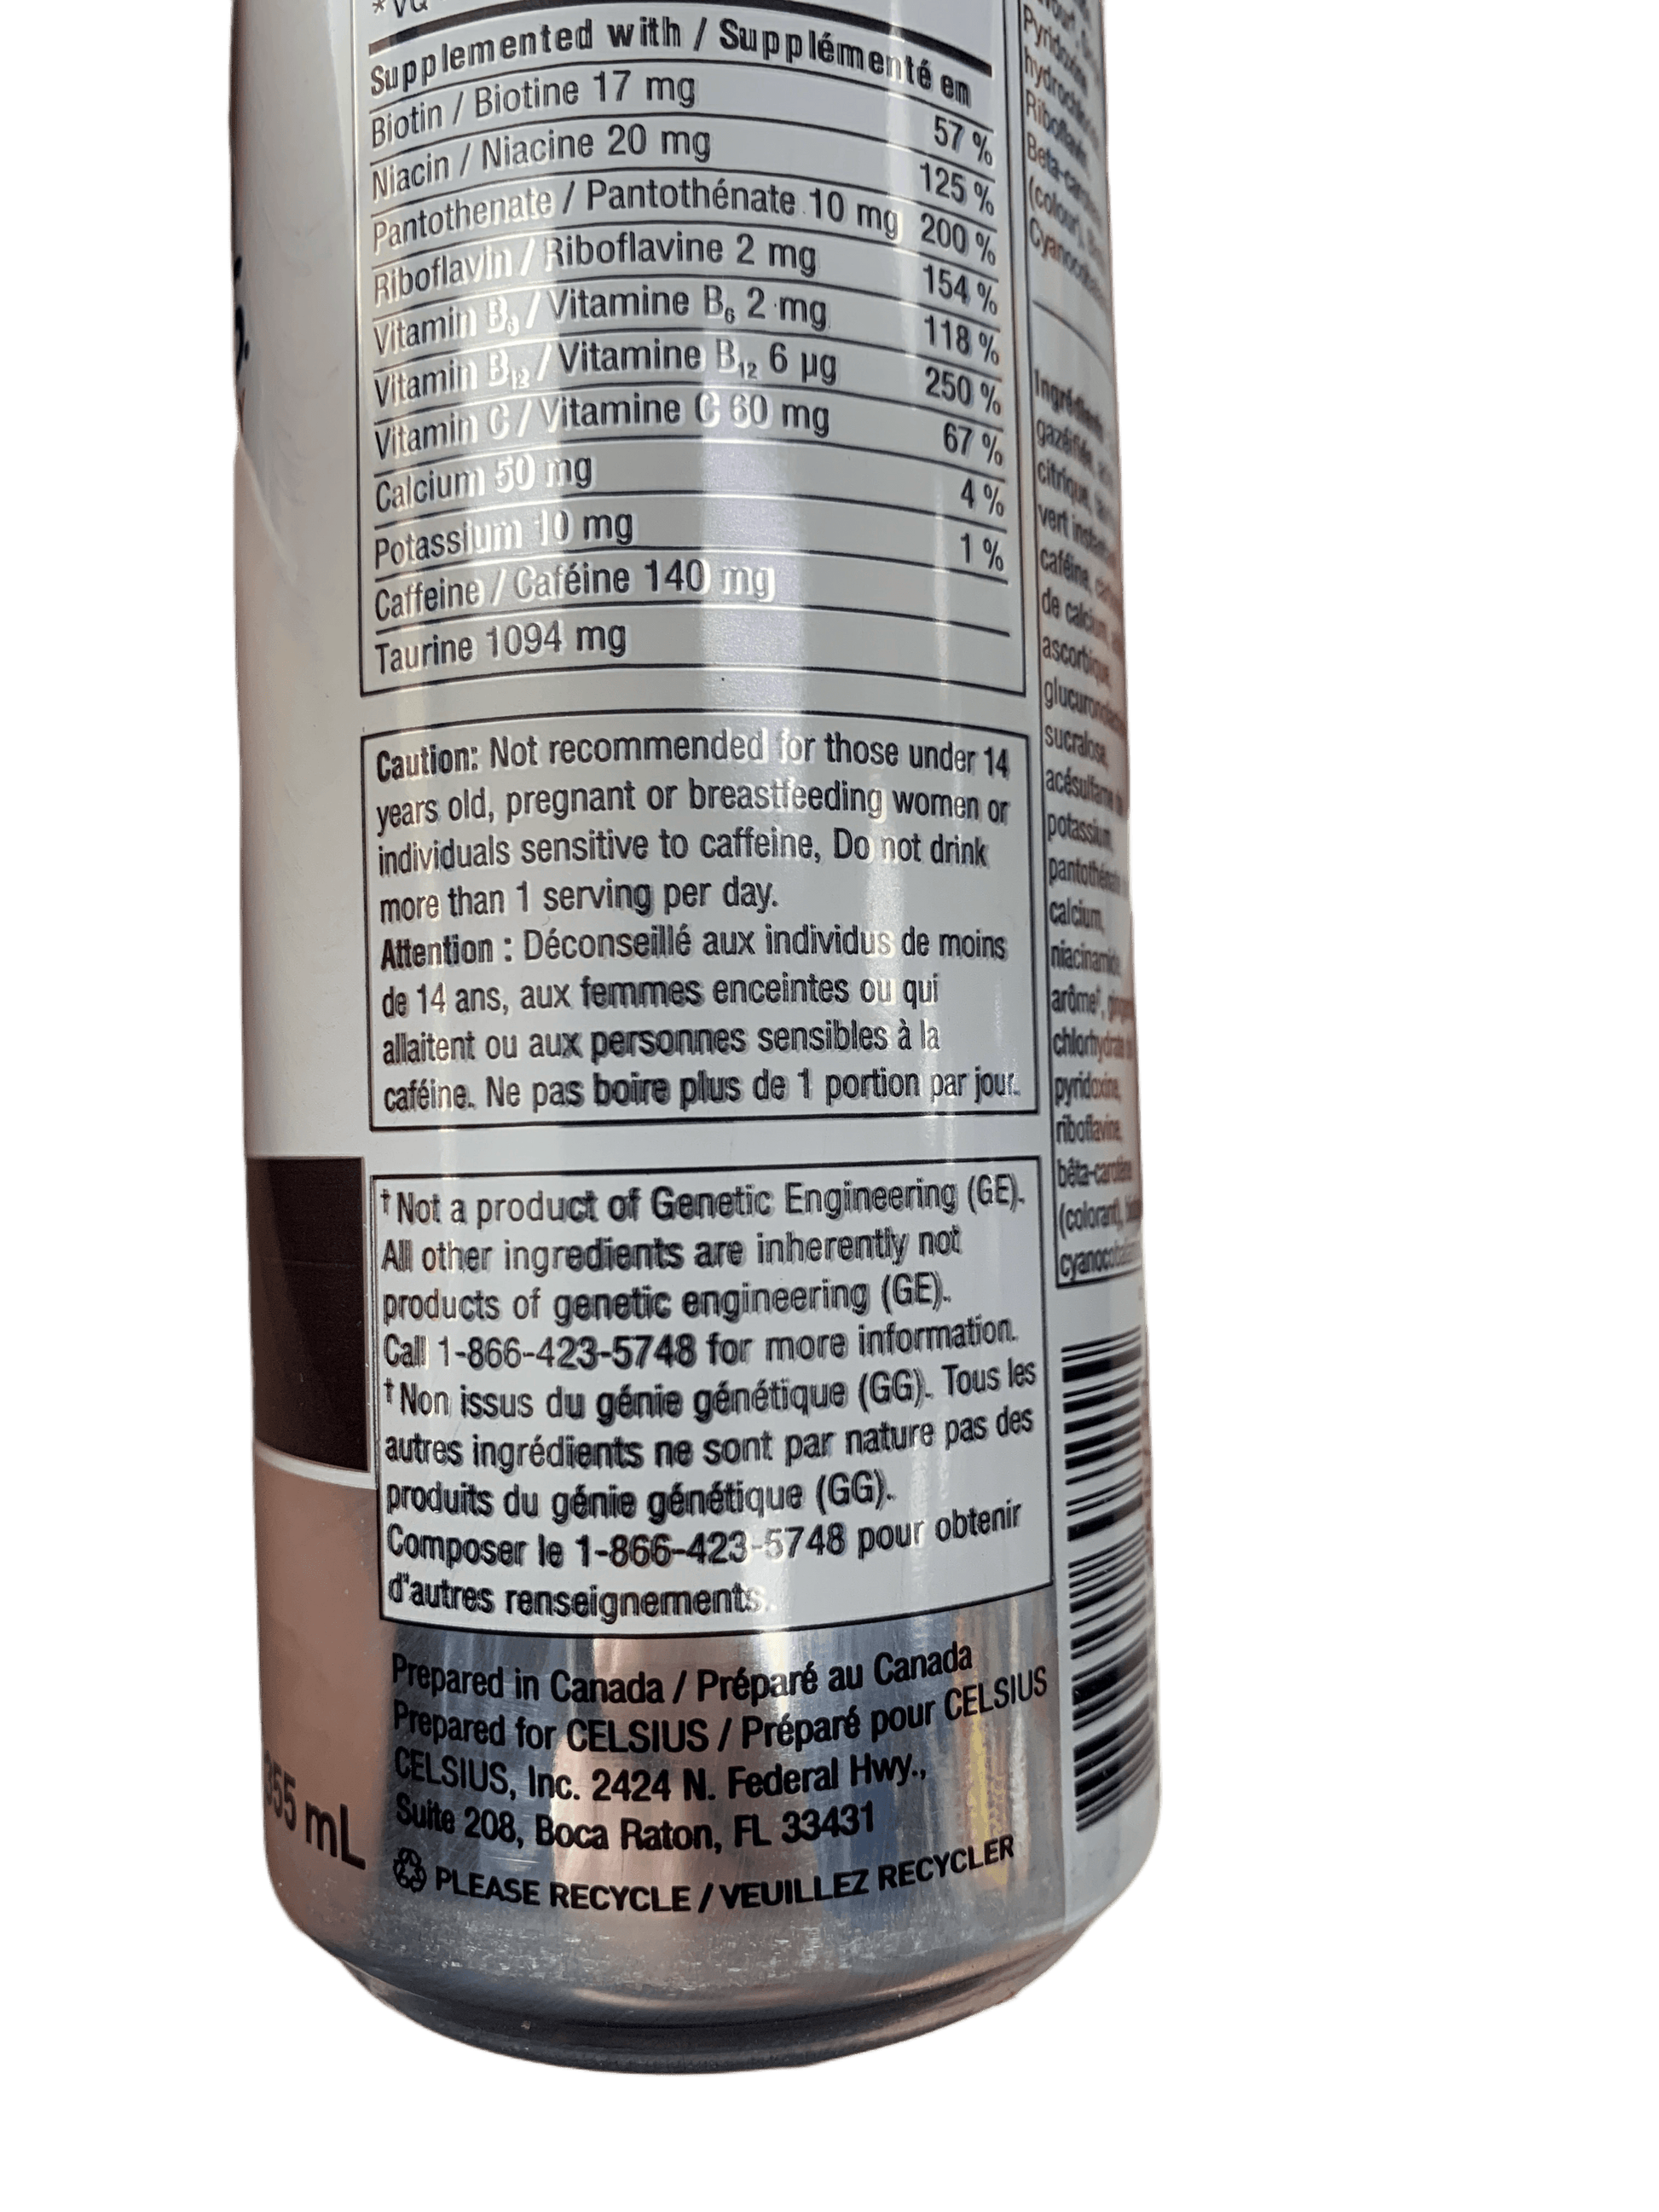 Supplemented with / Supplémenté en
Biotin / Biotine 17 mg 57 %
Niacin / Niacine 20 mg 125 %
Pantothenate / Pantothénate 10 mg 200 %
Riboflavin / Riboflavine 2 mg 154 %
Vitamin B6 / Vitamine B6 2 mg 118 %
Vitamin B12 / Vitamine B12 6 µg 250 %
Vitamin C / Vitamine C 60 mg 67 %
Calcium 50 mg 4 %
Potassium 10 mg 1 %
Caffeine / Caféine 140 mg
Taurine 1094 mg
Caution: Not recommended for those under 14
years old, pregnant or breastfeeding women or
individuals sensitive to caffeine, Do not drink
more than 1 serving per day.
Attention : Déconseillé aux individus de moins
de 14 ans, aux femmes enceintes ou qui
allaitent ou aux personnes sensibles à la
caféine. Ne pas boire plus de 1 portion par jour.
† Not a product of Genetic Engineering (GE).
All other ingredients are inherently not
products of genetic engineering (GE).
Call 1-866-423-5748 for more information.
† Non issus du génie génétique (GG). Tous les
autres ingrédients ne sont par nature pas des
produits du génie génétique (GG).
Composer le 1-866-423-5748 pour obtenir
d'autres renseignements.
Prepared in Canada / Préparé au Canada
Prepared for CELSIUS / Préparé pour CELSIUS
CELSIUS, Inc. 2424 N. Federal Hwy.,
Suite 208, Boca Raton, FL 33431
PLEASE RECYCLE / VEUILLEZ RECYCLER
355 mL
Pyridoxine
Riboflavin
(colour)
citrique
caféine
de calcium
sucralose
potassium
calcium,
niacinamide
arôme†
pyridoxine,
riboflavine,
bêta-carotène
(colorant)